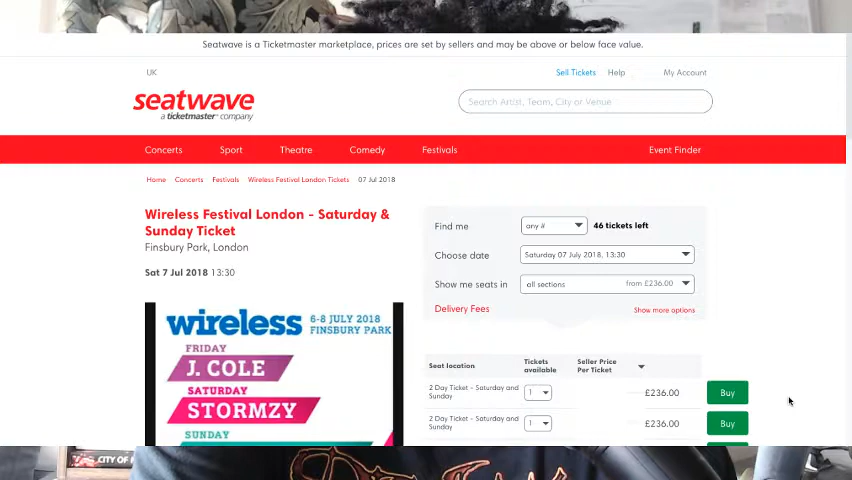 Seatwave is a Ticketmaster marketplace, prices are set by sellers and may be above or below face value.
UK
Sell Tickets Help My Account
seatwave
a ticketmaster company
Search Artist, Team, City or Venue
Concerts Sport Theatre Comedy Festivals Event Finder
Home Concerts Festivals Wireless Festival London Tickets 07 Jul 2018
Wireless Festival London - Saturday &
Sunday Ticket
Finsbury Park, London
Sat 7 Jul 2018 13:30
Find me any # 46 tickets left
Choose date Saturday 07 July 2018, 13:30
Show me seats in all sections from £236.00
Delivery Fees Show more options
wireless 6-8 JULY 2018
FINSBURY PARK
FRIDAY
J. COLE
SATURDAY
STORMZY
SUNDAY
Seat location Tickets available Seller Price Per Ticket
2 Day Ticket - Saturday and Sunday 1 £236.00 Buy
2 Day Ticket - Saturday and Sunday 1 £236.00 Buy
CITY OF